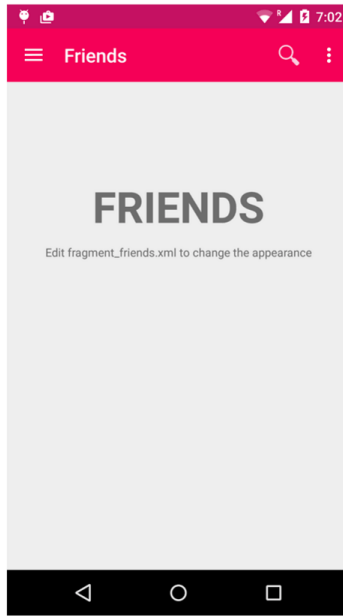 R
7:02
Friends
FRIENDS
Edit fragment_friends.xml to change the appearance